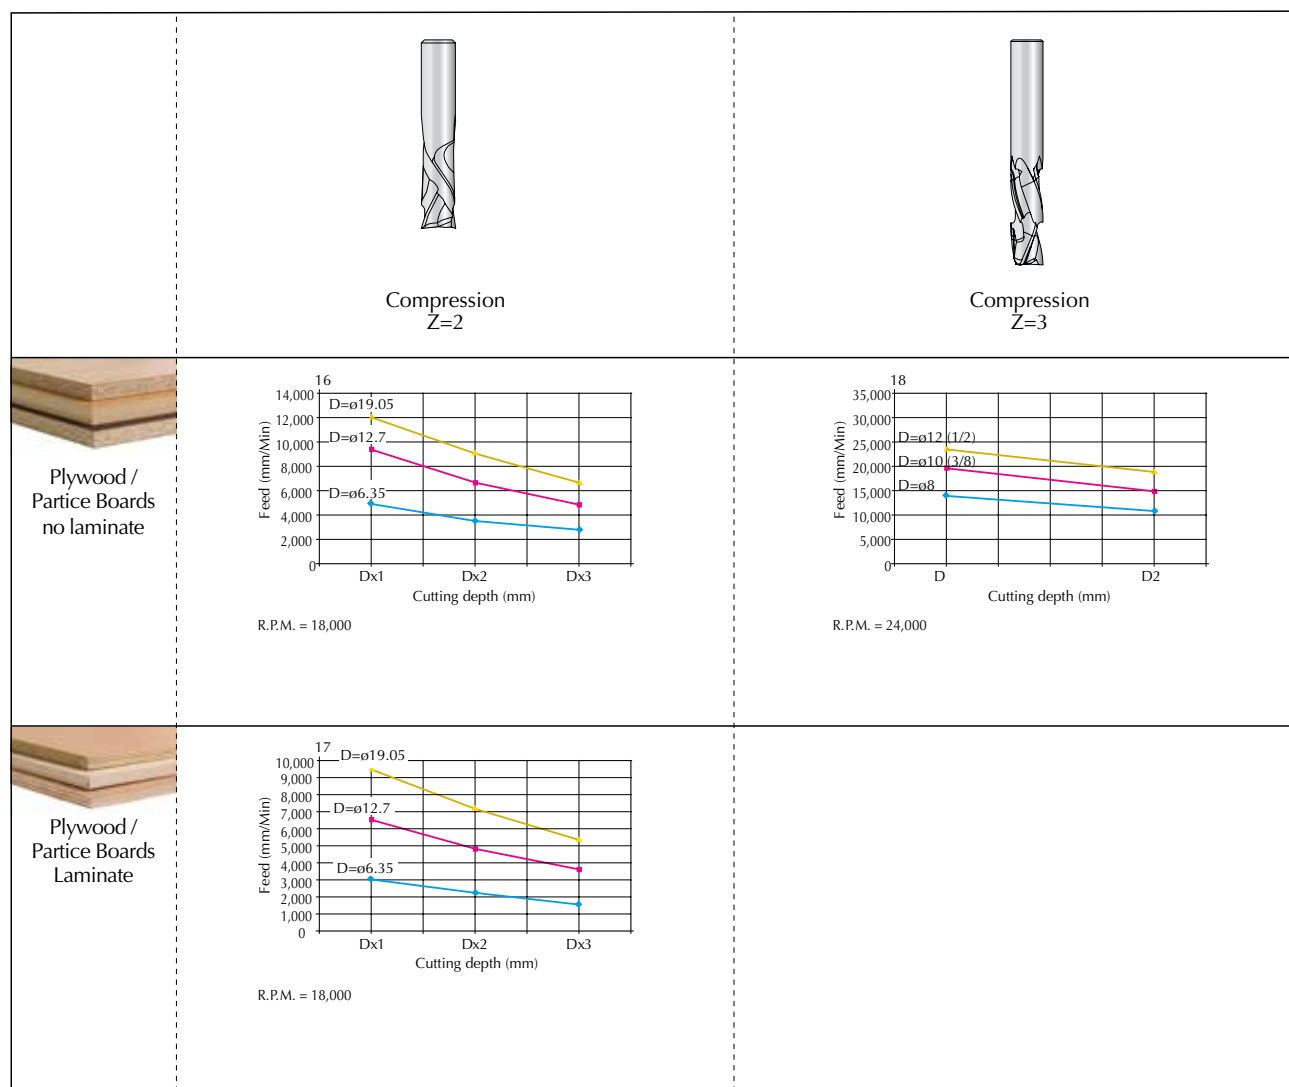 Compression
Z=2
Compression
Z=3
Plywood /
Partice Boards
no laminate
16
14,000
12,000
10,000
8,000
6,000
4,000
2,000
0
Feed (mm/Min)
D=ø19.05
D=ø12.7
D=ø6.35
Dx1 Dx2 Dx3
Cutting depth (mm)
R.P.M. = 18,000
18
35,000
30,000
25,000
20,000
15,000
10,000
5,000
0
Feed (mm/Min)
D=ø12 (1/2)
D=ø10 (3/8)
D=ø8
D D2
Cutting depth (mm)
R.P.M. = 24,000
Plywood /
Partice Boards
Laminate
17
10,000
9,000
8,000
7,000
6,000
5,000
4,000
3,000
2,000
1,000
0
Feed (mm/Min)
D=ø19.05
D=ø12.7
D=ø6.35
Dx1 Dx2 Dx3
Cutting depth (mm)
R.P.M. = 18,000